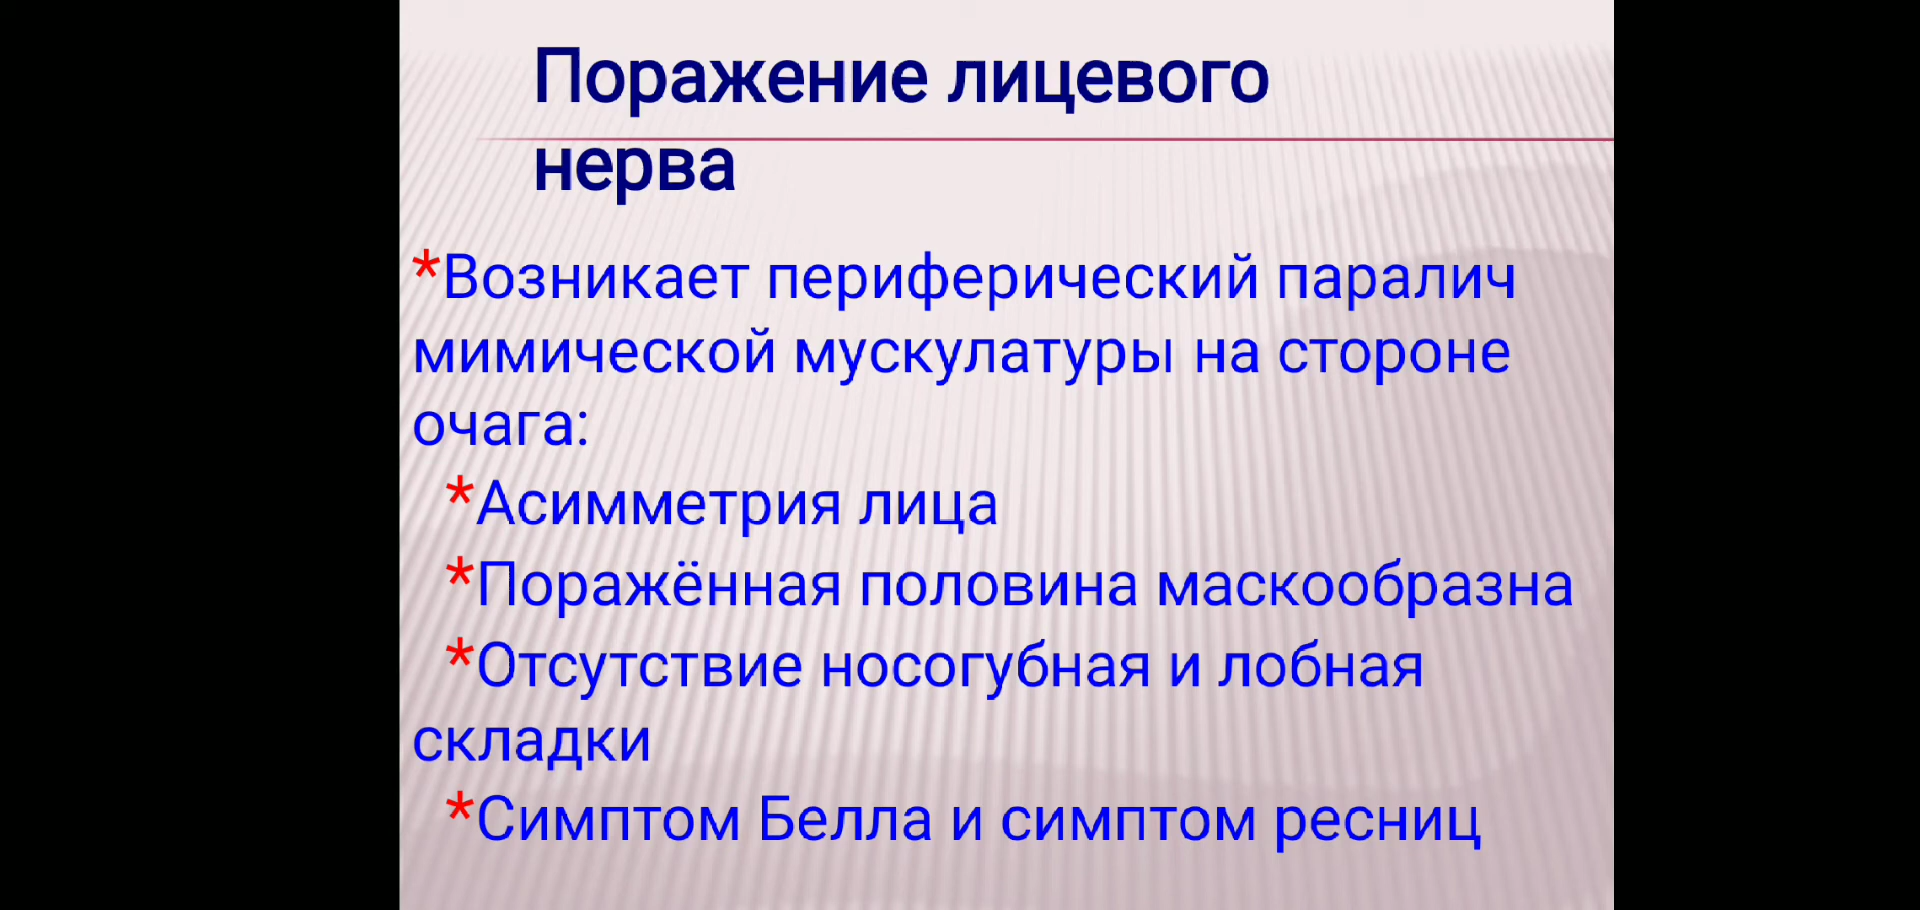 Поражение лицевого
нерва
*Возникает периферический паралич
мимической мускулатуры на стороне
очага:
*Асимметрия лица
*Поражённая половина маскообразна
*Отсутствие носогубная и лобная
складки
*Симптом Белла и симптом ресниц